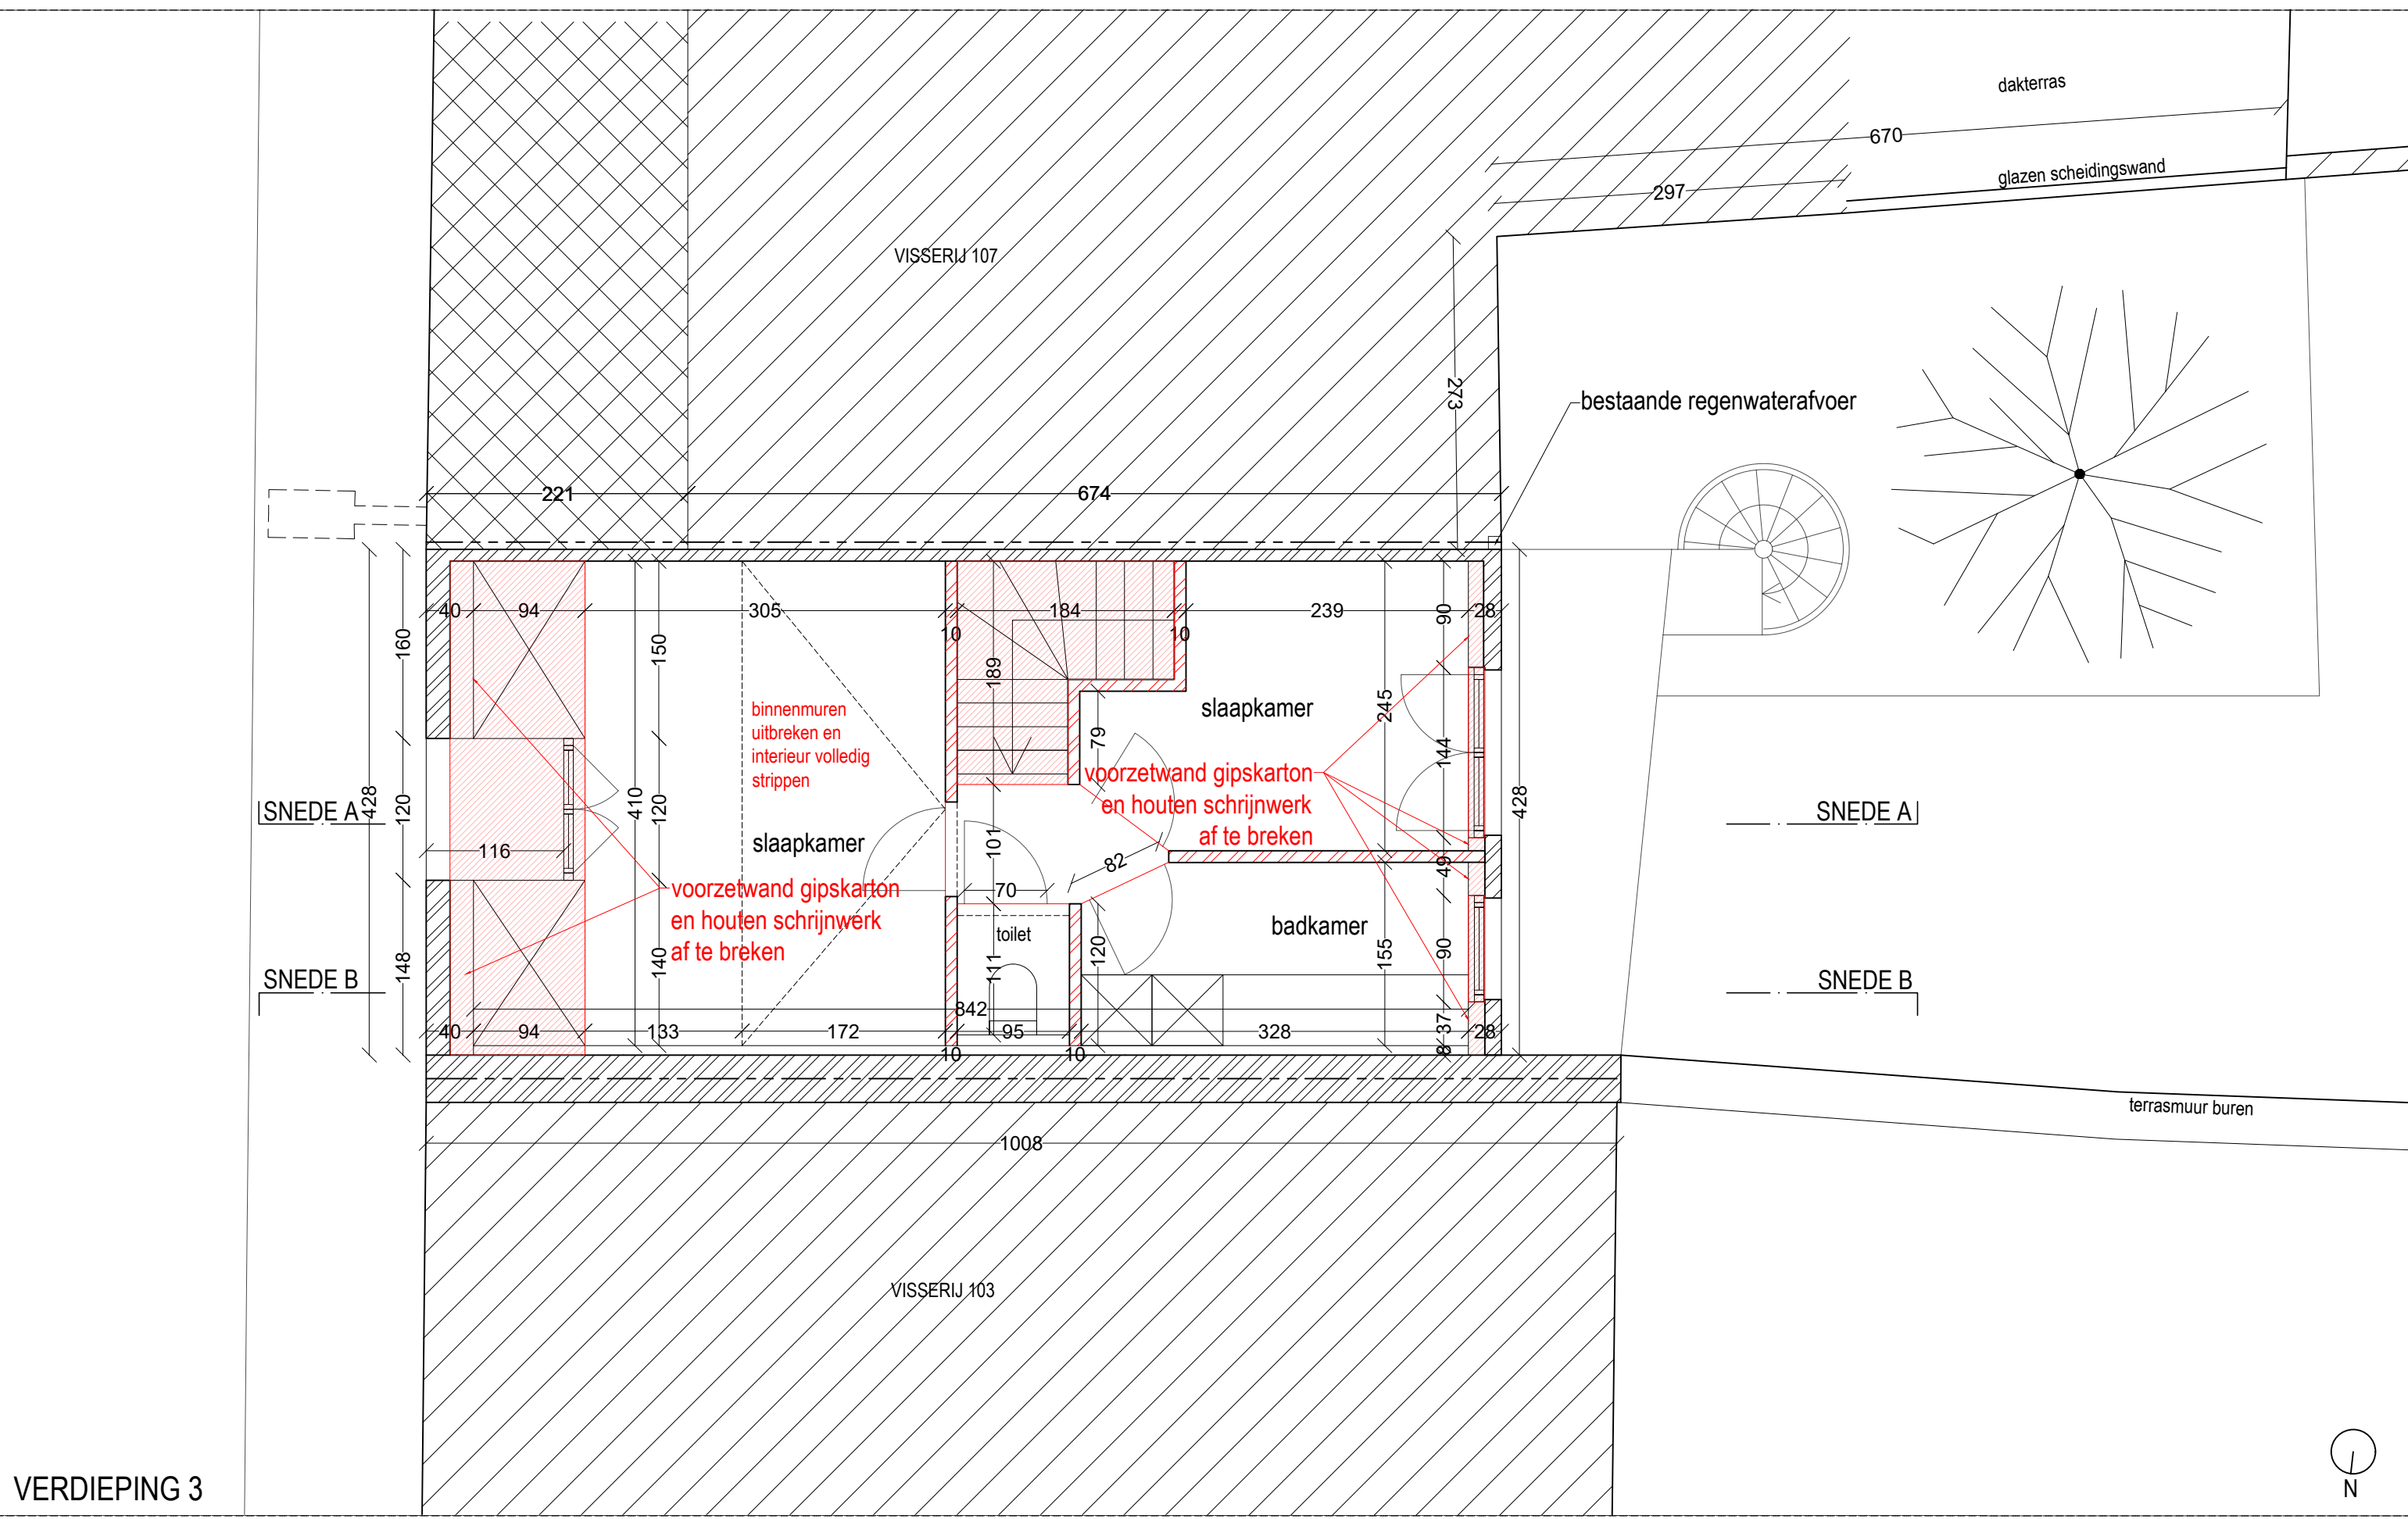 dakterras
670
glazen scheidingswand
297
VISSERIJ 107
273
bestaande regenwaterafvoer
221
674
40
94
305
10
184
10
239
28
90
160
150
189
245
binnenmuren
uitbreken en
interieur volledig
strippen
slaapkamer
79
144
voorzetwand gipskarton
en houten schrijnwerk
af te breken
SNEDE A
428
120
410
120
428
SNEDE A
slaapkamer
101
116
82
49
70
voorzetwand gipskarton
en houten schrijnwerk
af te breken
toilet
badkamer
148
140
111
120
155
90
SNEDE B
SNEDE B
842
40
94
133
172
10
95
10
328
37
8
28
terrasmuur buren
1008
VISSERIJ 103
VERDIEPING 3
N